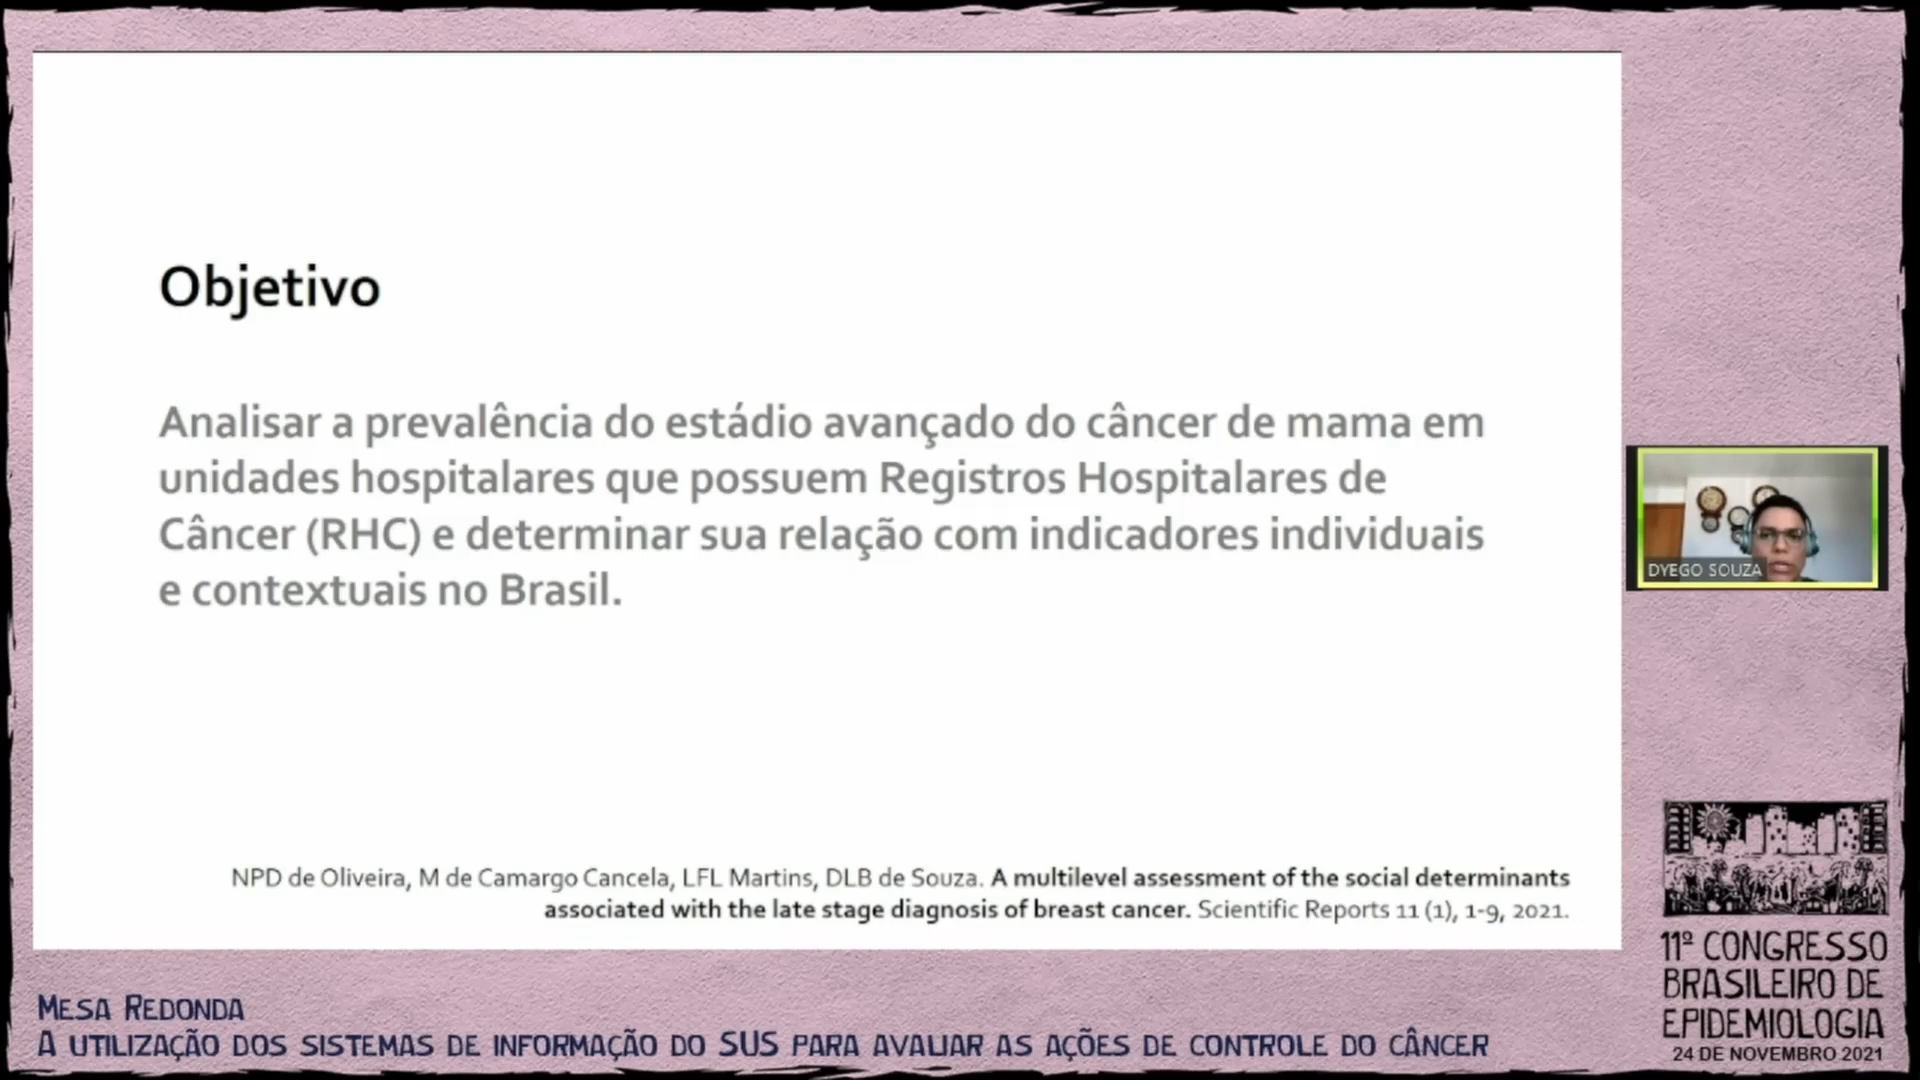 Objetivo
Analisar a prevalência do estádio avançado do câncer de mama em
unidades hospitalares que possuem Registros Hospitalares de
Câncer (RHC) e determinar sua relação com indicadores individuais
e contextuais no Brasil.
NPD de Oliveira, M de Camargo Cancela, LFL Martins, DLB de Souza. A multilevel assessment of the social determinants
associated with the late stage diagnosis of breast cancer. Scientific Reports 11 (1), 1-9, 2021.
DYEGO SOUZA
MESA REDONDA
A UTILIZAÇÃO DOS SISTEMAS DE INFORMAÇÃO DO SUS PARA AVALIAR AS AÇÕES DE CONTROLE DO CÂNCER
11º CONGRESSO
BRASILEIRO DE
EPIDEMIOLOGIA
24 DE NOVEMBRO 2021